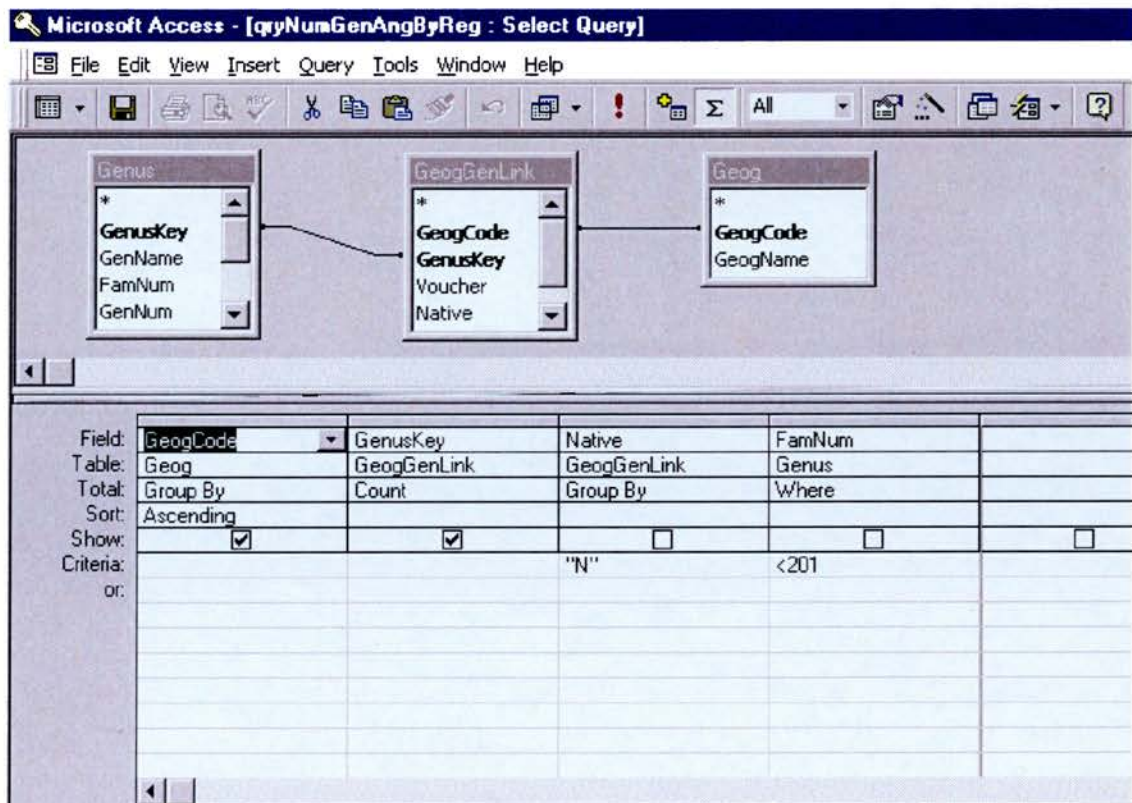 Microsoft Access - [qryNumGenAngByReg : Select Query]
File Edit View Insert Query Tools Window Help
All
Genus
*
GenusKey
GenName
FamNum
GenNum
GeogGenLink
*
GeogCode
GenusKey
Voucher
Native
Geog
*
GeogCode
GeogName
Field: GeogCode GenusKey Native FamNum
Table: Geog GeogGenLink GeogGenLink Genus
Total: Group By Count Group By Where
Sort: Ascending
Show:
Criteria: "N" <201
or: